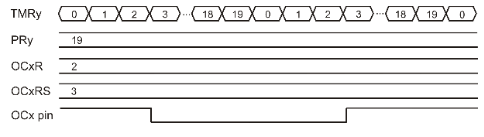 TMRy 0 1 2 3 ... 18 19 0 1 2 3 ... 18 19 0
PRy 19
OCxR 2
OCxRS 3
OCx pin